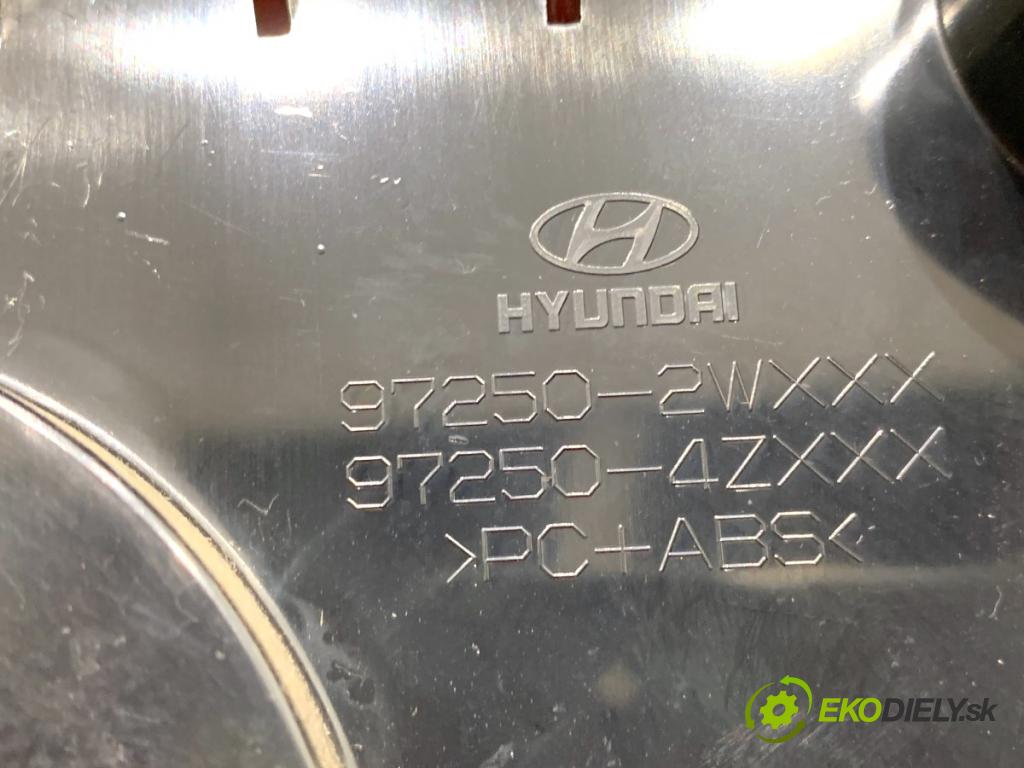 HYUNDAI
97250-2WXXX
97250-4ZXXX
>PC+ABS<
EKODIELY.sk